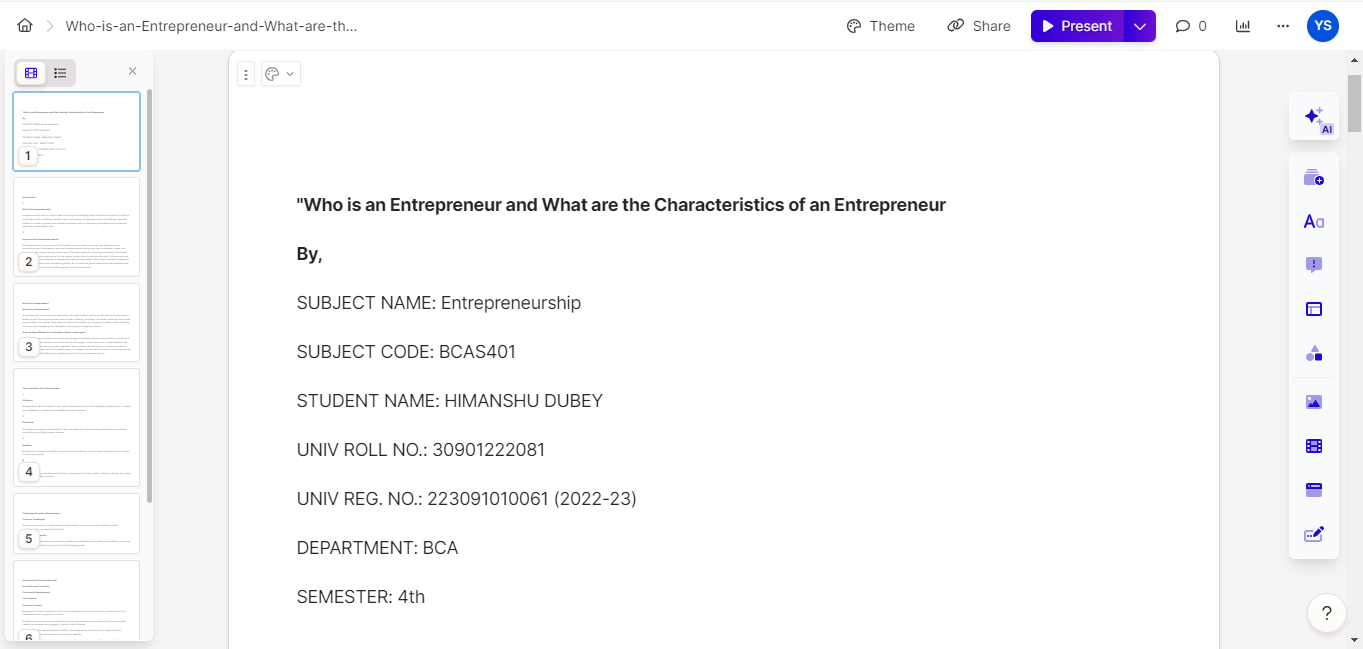 Who-is-an-Entrepreneur-and-What-are-th...
Theme
Share
Present
0
YS
AI
"Who is an Entrepreneur and What are the Characteristics of an Entrepreneur
By,
SUBJECT NAME: Entrepreneurship
SUBJECT CODE: BCAS401
STUDENT NAME: HIMANSHU DUBEY
UNIV ROLL NO.: 30901222081
UNIV REG. NO.: 223091010061 (2022-23)
DEPARTMENT: BCA
SEMESTER: 4th
1
2
3
4
5
6
Aa
?